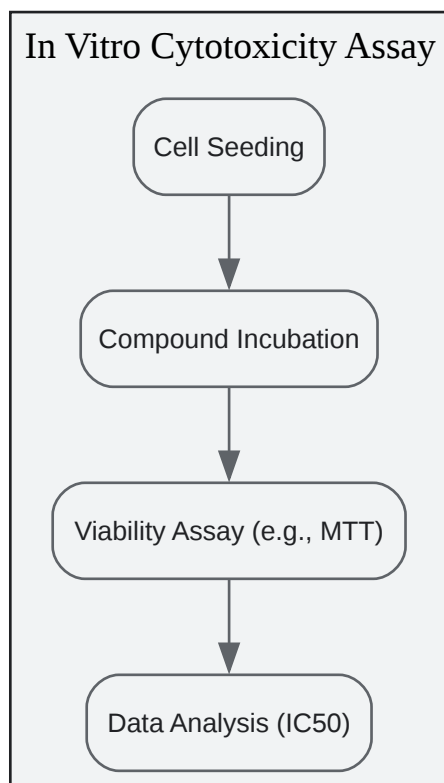 In Vitro Cytotoxicity Assay
Cell Seeding
Compound Incubation
Viability Assay (e.g., MTT)
Data Analysis (IC50)